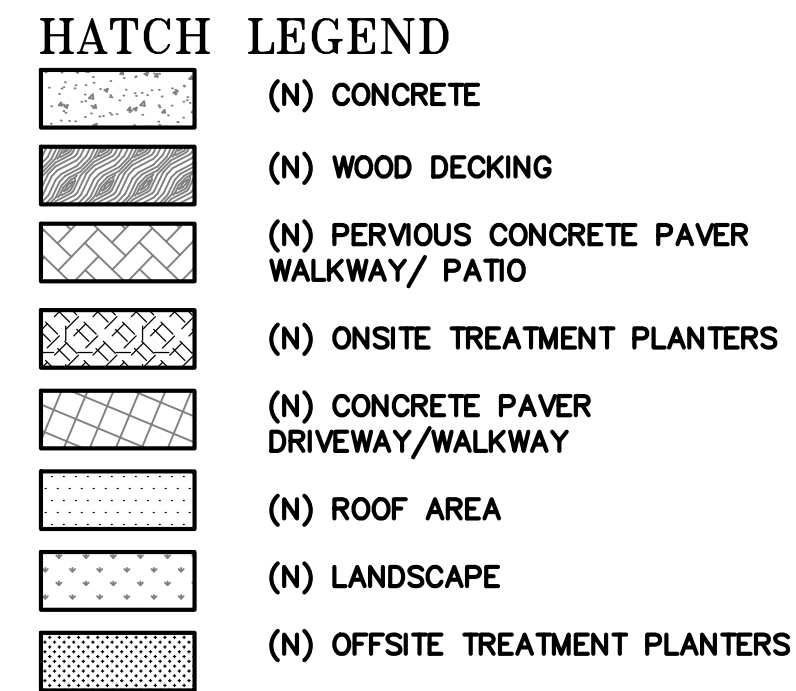 HATCH LEGEND
(N) CONCRETE
(N) WOOD DECKING
(N) PERVIOUS CONCRETE PAVER
WALKWAY/ PATIO
(N) ONSITE TREATMENT PLANTERS
(N) CONCRETE PAVER
DRIVEWAY/WALKWAY
(N) ROOF AREA
(N) LANDSCAPE
(N) OFFSITE TREATMENT PLANTERS